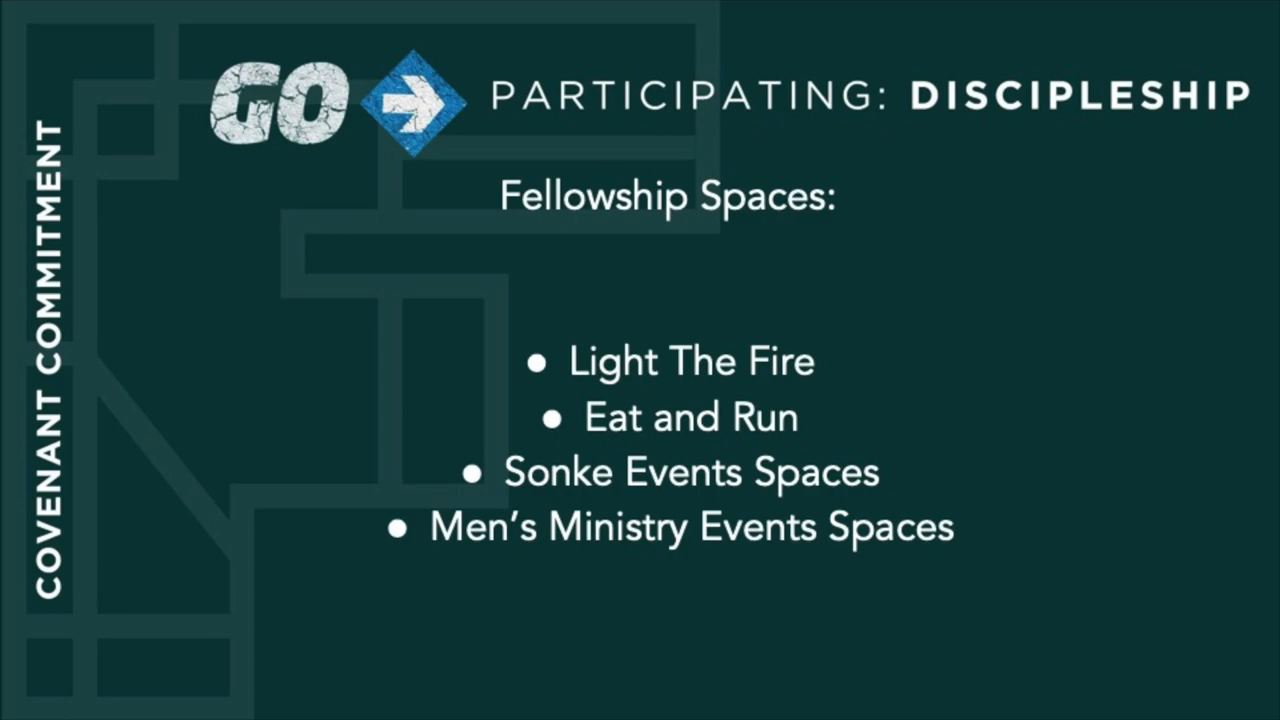 GO PARTICIPATING: DISCIPLESHIP
COVENANT COMMITMENT
Fellowship Spaces:
● Light The Fire
● Eat and Run
● Sonke Events Spaces
● Men’s Ministry Events Spaces